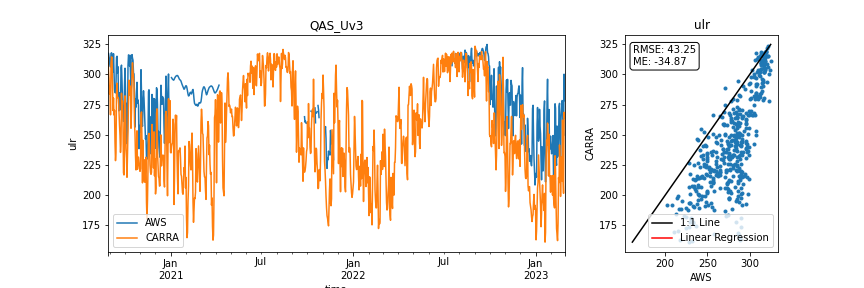 QAS_Uv3
ulr
325
300
275
250
225
200
175
AWS
CARRA
Jan
2021
Jul
Jan
2022
Jul
Jan
2023
time
ulr
RMSE: 43.25
ME: -34.87
CARRA
325
300
275
250
225
200
175
1:1 Line
Linear Regression
200
250
300
AWS